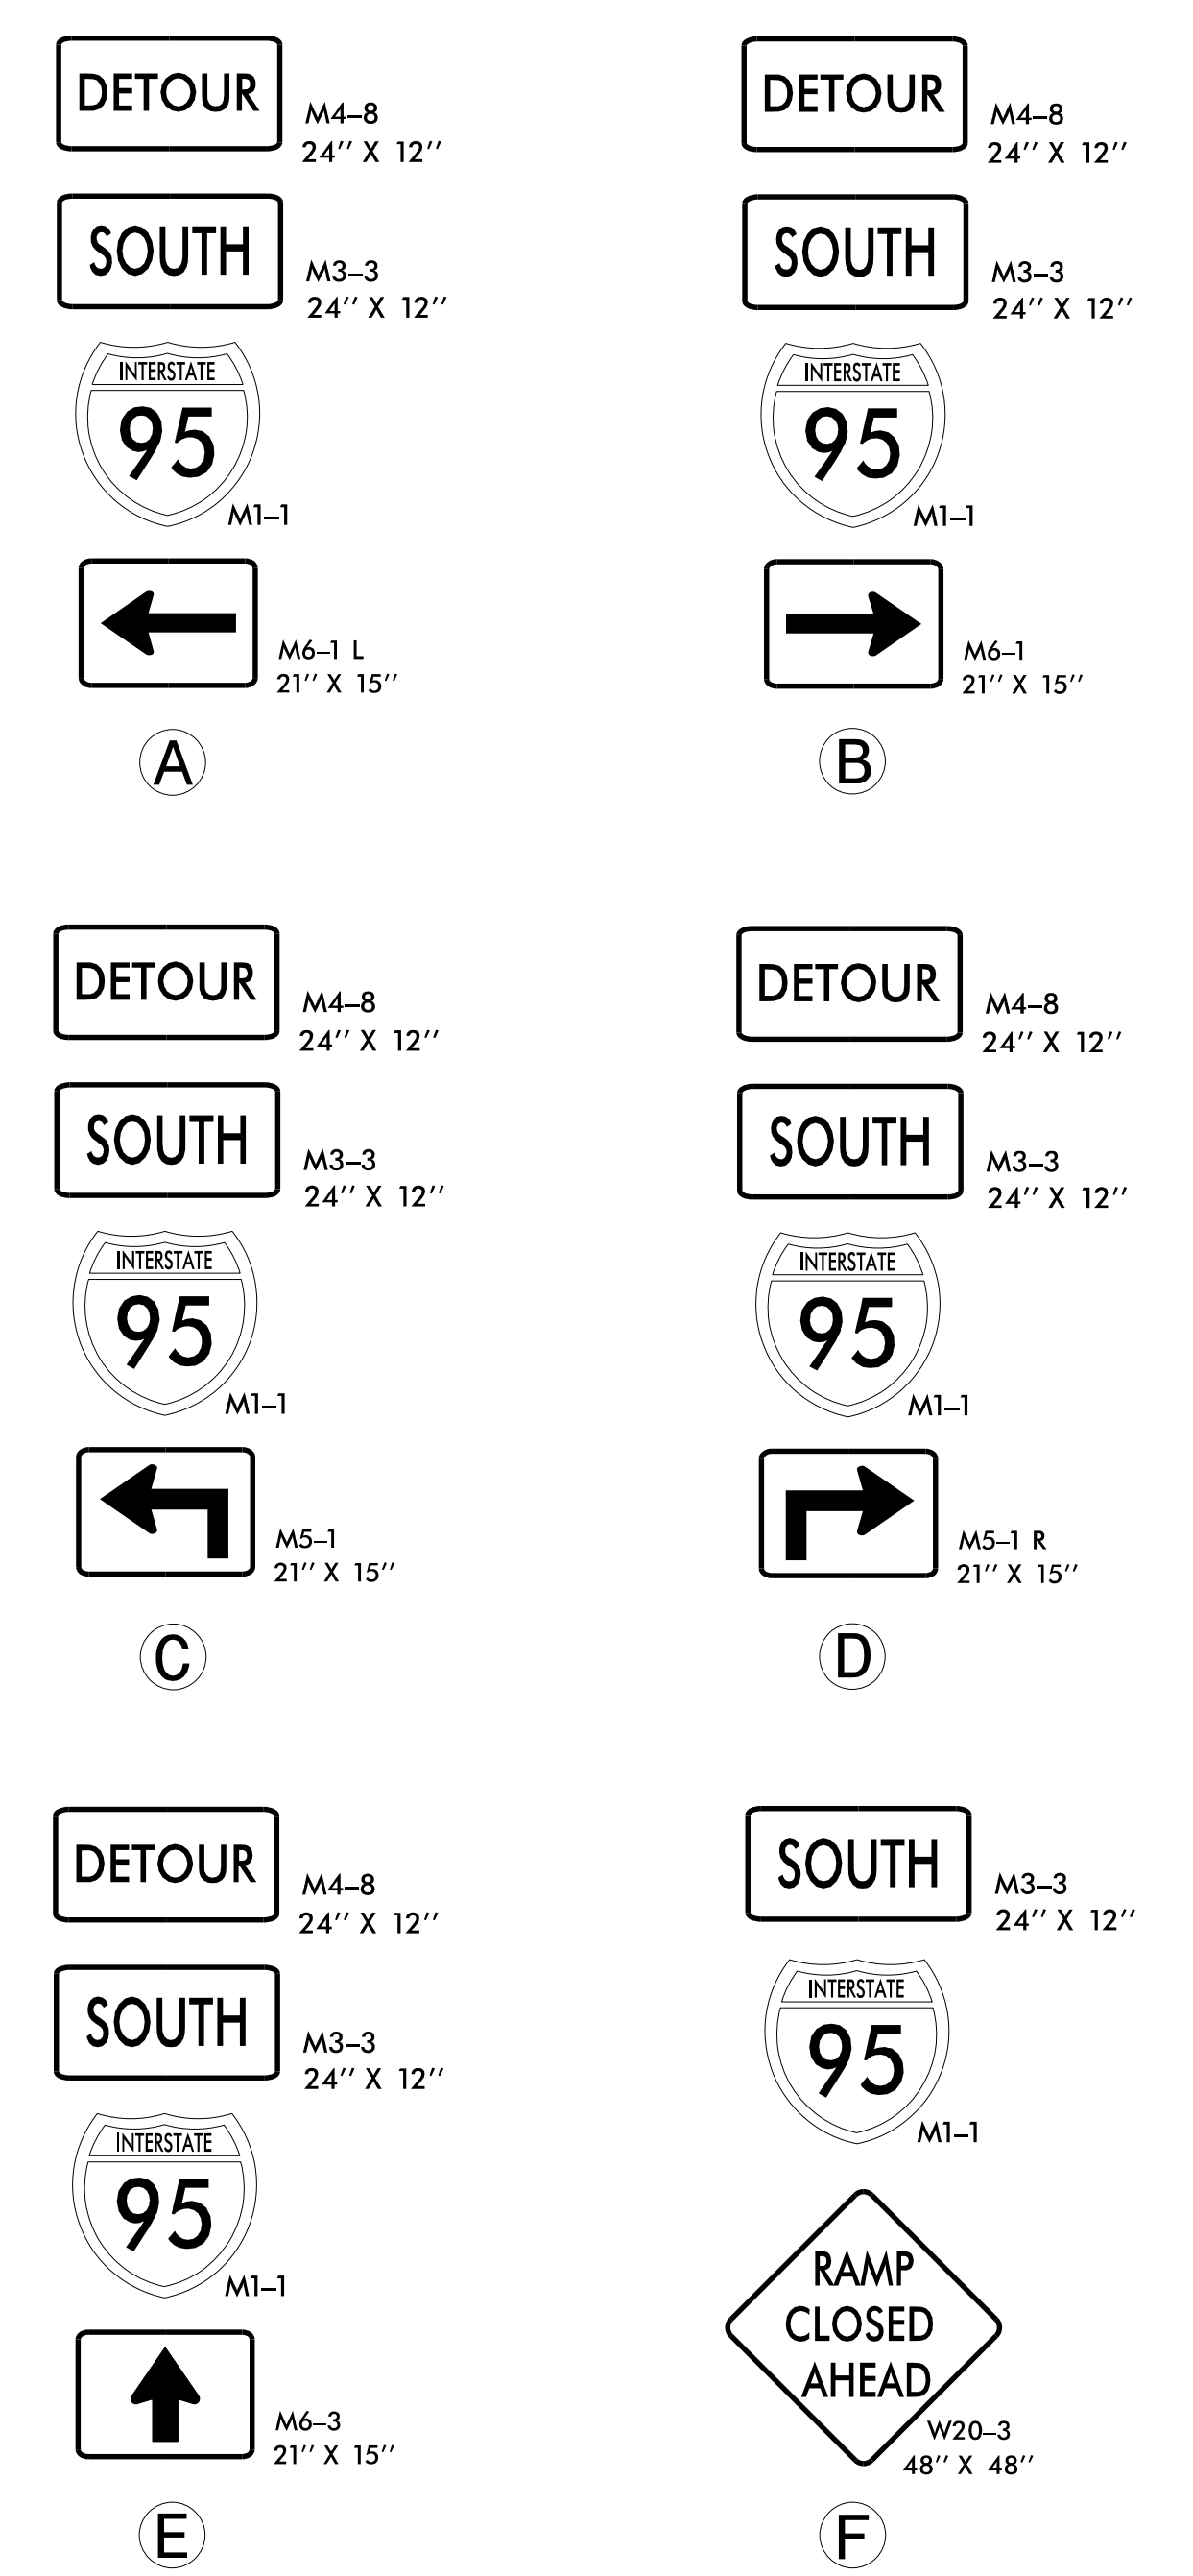 DETOUR
M4–8
24’’ X 12’’
SOUTH
M3–3
24’’ X 12’’
INTERSTATE
95
M1–1
M6–1 L
21’’ X 15’’
A
DETOUR
M4–8
24’’ X 12’’
SOUTH
M3–3
24’’ X 12’’
INTERSTATE
95
M1–1
M6–1
21’’ X 15’’
B
DETOUR
M4–8
24’’ X 12’’
SOUTH
M3–3
24’’ X 12’’
INTERSTATE
95
M1–1
M5–1
21’’ X 15’’
C
DETOUR
M4–8
24’’ X 12’’
SOUTH
M3–3
24’’ X 12’’
INTERSTATE
95
M1–1
M5–1 R
21’’ X 15’’
D
DETOUR
M4–8
24’’ X 12’’
SOUTH
M3–3
24’’ X 12’’
INTERSTATE
95
M1–1
M6–3
21’’ X 15’’
E
SOUTH
M3–3
24’’ X 12’’
INTERSTATE
95
M1–1
RAMP
CLOSED
AHEAD
W20–3
48’’ X 48’’
F